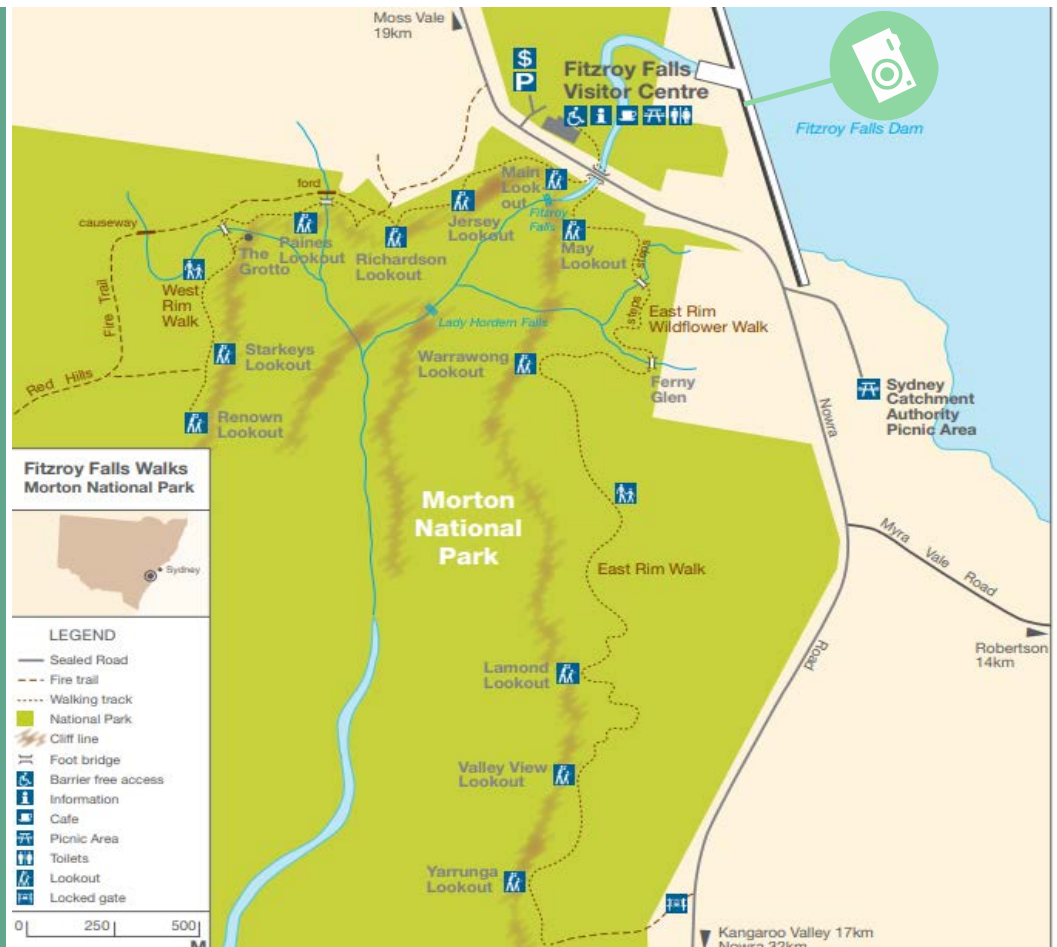 Moss Vale
19km
$
P
Fitzroy Falls
Visitor Centre
Fitzroy Falls Dam
ford
causeway
Main
Look
out
Fitzroy
Falls
Jersey
Lookout
May
Lookout
Paines
Lookout
Richardson
Lookout
The
Grotto
steps
steps
West
Rim
Walk
Fire Trail
Red Hills
East Rim
Wildflower Walk
Lady Hordern Falls
Starkeys
Lookout
Warrawong
Lookout
Ferny
Glen
Renown
Lookout
Nowra
Road
Sydney
Catchment
Authority
Picnic Area
Morton
National
Park
East Rim Walk
Myra Vale Road
Robertson
14km
Lamond
Lookout
Valley View
Lookout
Yarrunga
Lookout
Kangaroo Valley 17km
Nowra 32km
Fitzroy Falls Walks
Morton National Park
Sydney
LEGEND
Sealed Road
Fire trail
Walking track
National Park
Cliff line
Foot bridge
Barrier free access
Information
Cafe
Picnic Area
Toilets
Lookout
Locked gate
0 250 500
M